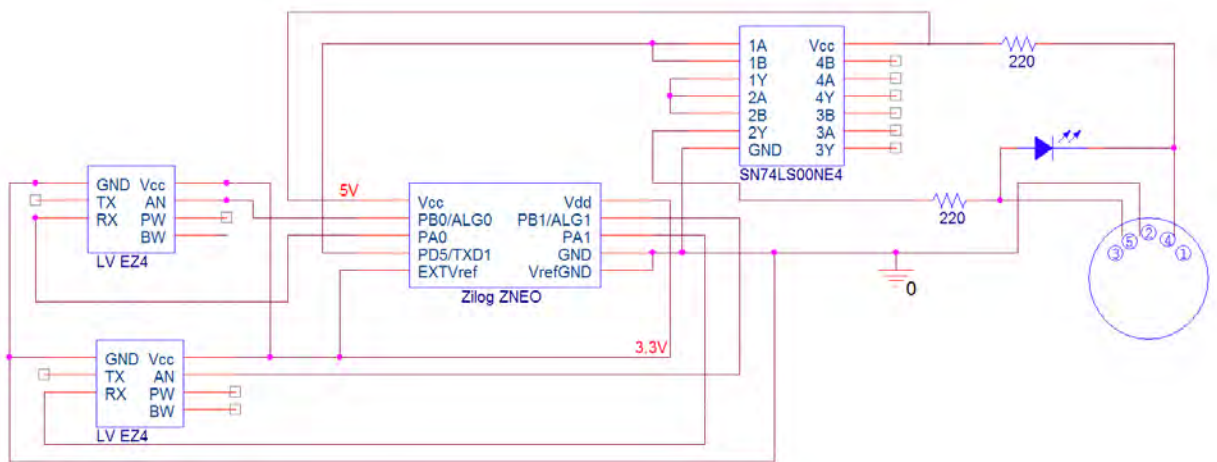 1A Vcc
1B 4B
1Y 4A
2A 4Y
2B 3B
2Y 3A
GND 3Y
SN74LS00NE4
220
220
GND Vcc
TX AN
RX PW
BW
LV EZ4
5V
Vcc Vdd
PB0/ALG0 PB1/ALG1
PA0 PA1
PD5/TXD1 GND
EXTVref VrefGND
Zilog ZNEO
0
3 5 2 4 1
3.3V
GND Vcc
TX AN
RX PW
BW
LV EZ4